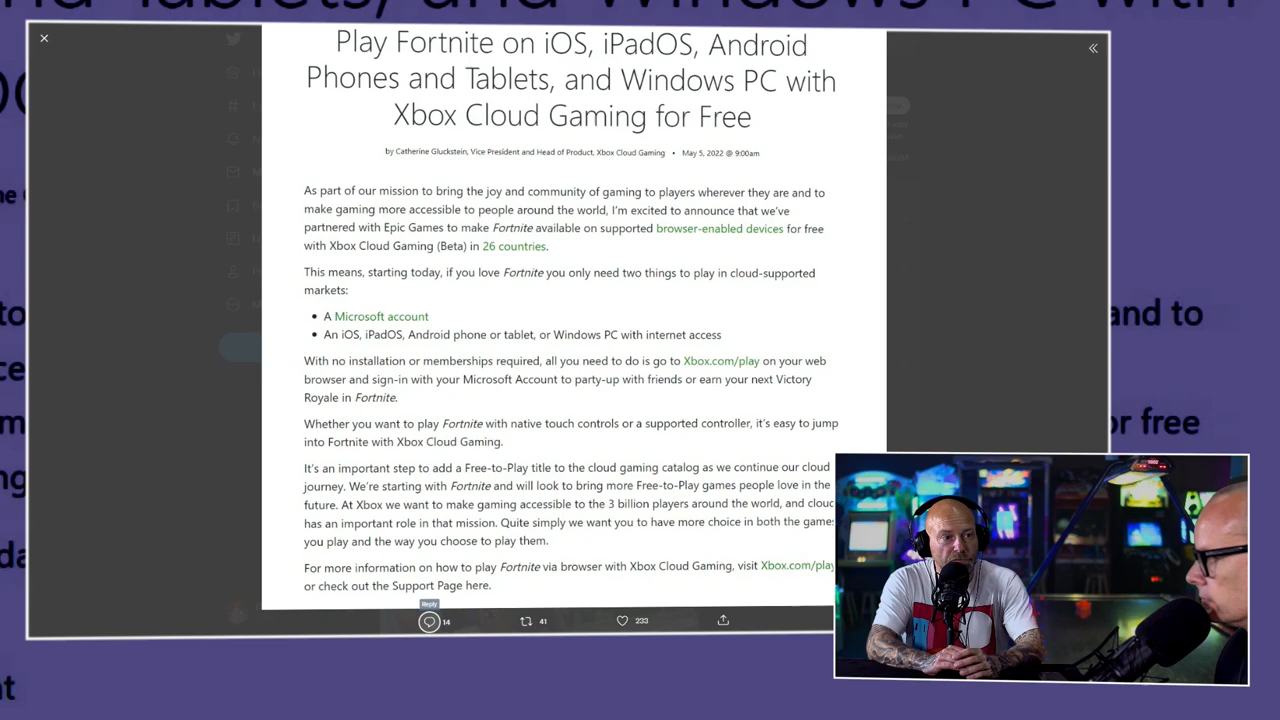 Play Fortnite on iOS, iPadOS, Android
Phones and Tablets, and Windows PC with
Xbox Cloud Gaming for Free
by Catherine Gluckstein, Vice President and Head of Product, Xbox Cloud Gaming • May 5, 2022 @ 9:00am
As part of our mission to bring the joy and community of gaming to players wherever they are and to
make gaming more accessible to people around the world, I'm excited to announce that we've
partnered with Epic Games to make Fortnite available on supported browser-enabled devices for free
with Xbox Cloud Gaming (Beta) in 26 countries.
This means, starting today, if you love Fortnite you only need two things to play in cloud-supported
markets:
• A Microsoft account
• An iOS, iPadOS, Android phone or tablet, or Windows PC with internet access
With no installation or memberships required, all you need to do is go to Xbox.com/play on your web
browser and sign-in with your Microsoft Account to party-up with friends or earn your next Victory
Royale in Fortnite.
Whether you want to play Fortnite with native touch controls or a supported controller, it's easy to jump
into Fortnite with Xbox Cloud Gaming.
It's an important step to add a Free-to-Play title to the cloud gaming catalog as we continue our cloud
journey. We're starting with Fortnite and will look to bring more Free-to-Play games people love in the
future. At Xbox we want to make gaming accessible to the 3 billion players around the world, and cloud
has an important role in that mission. Quite simply we want you to have more choice in both the games
you play and the way you choose to play them.
For more information on how to play Fortnite via browser with Xbox Cloud Gaming, visit Xbox.com/play
or check out the Support Page here.
Reply
14 41 233
and to
or free